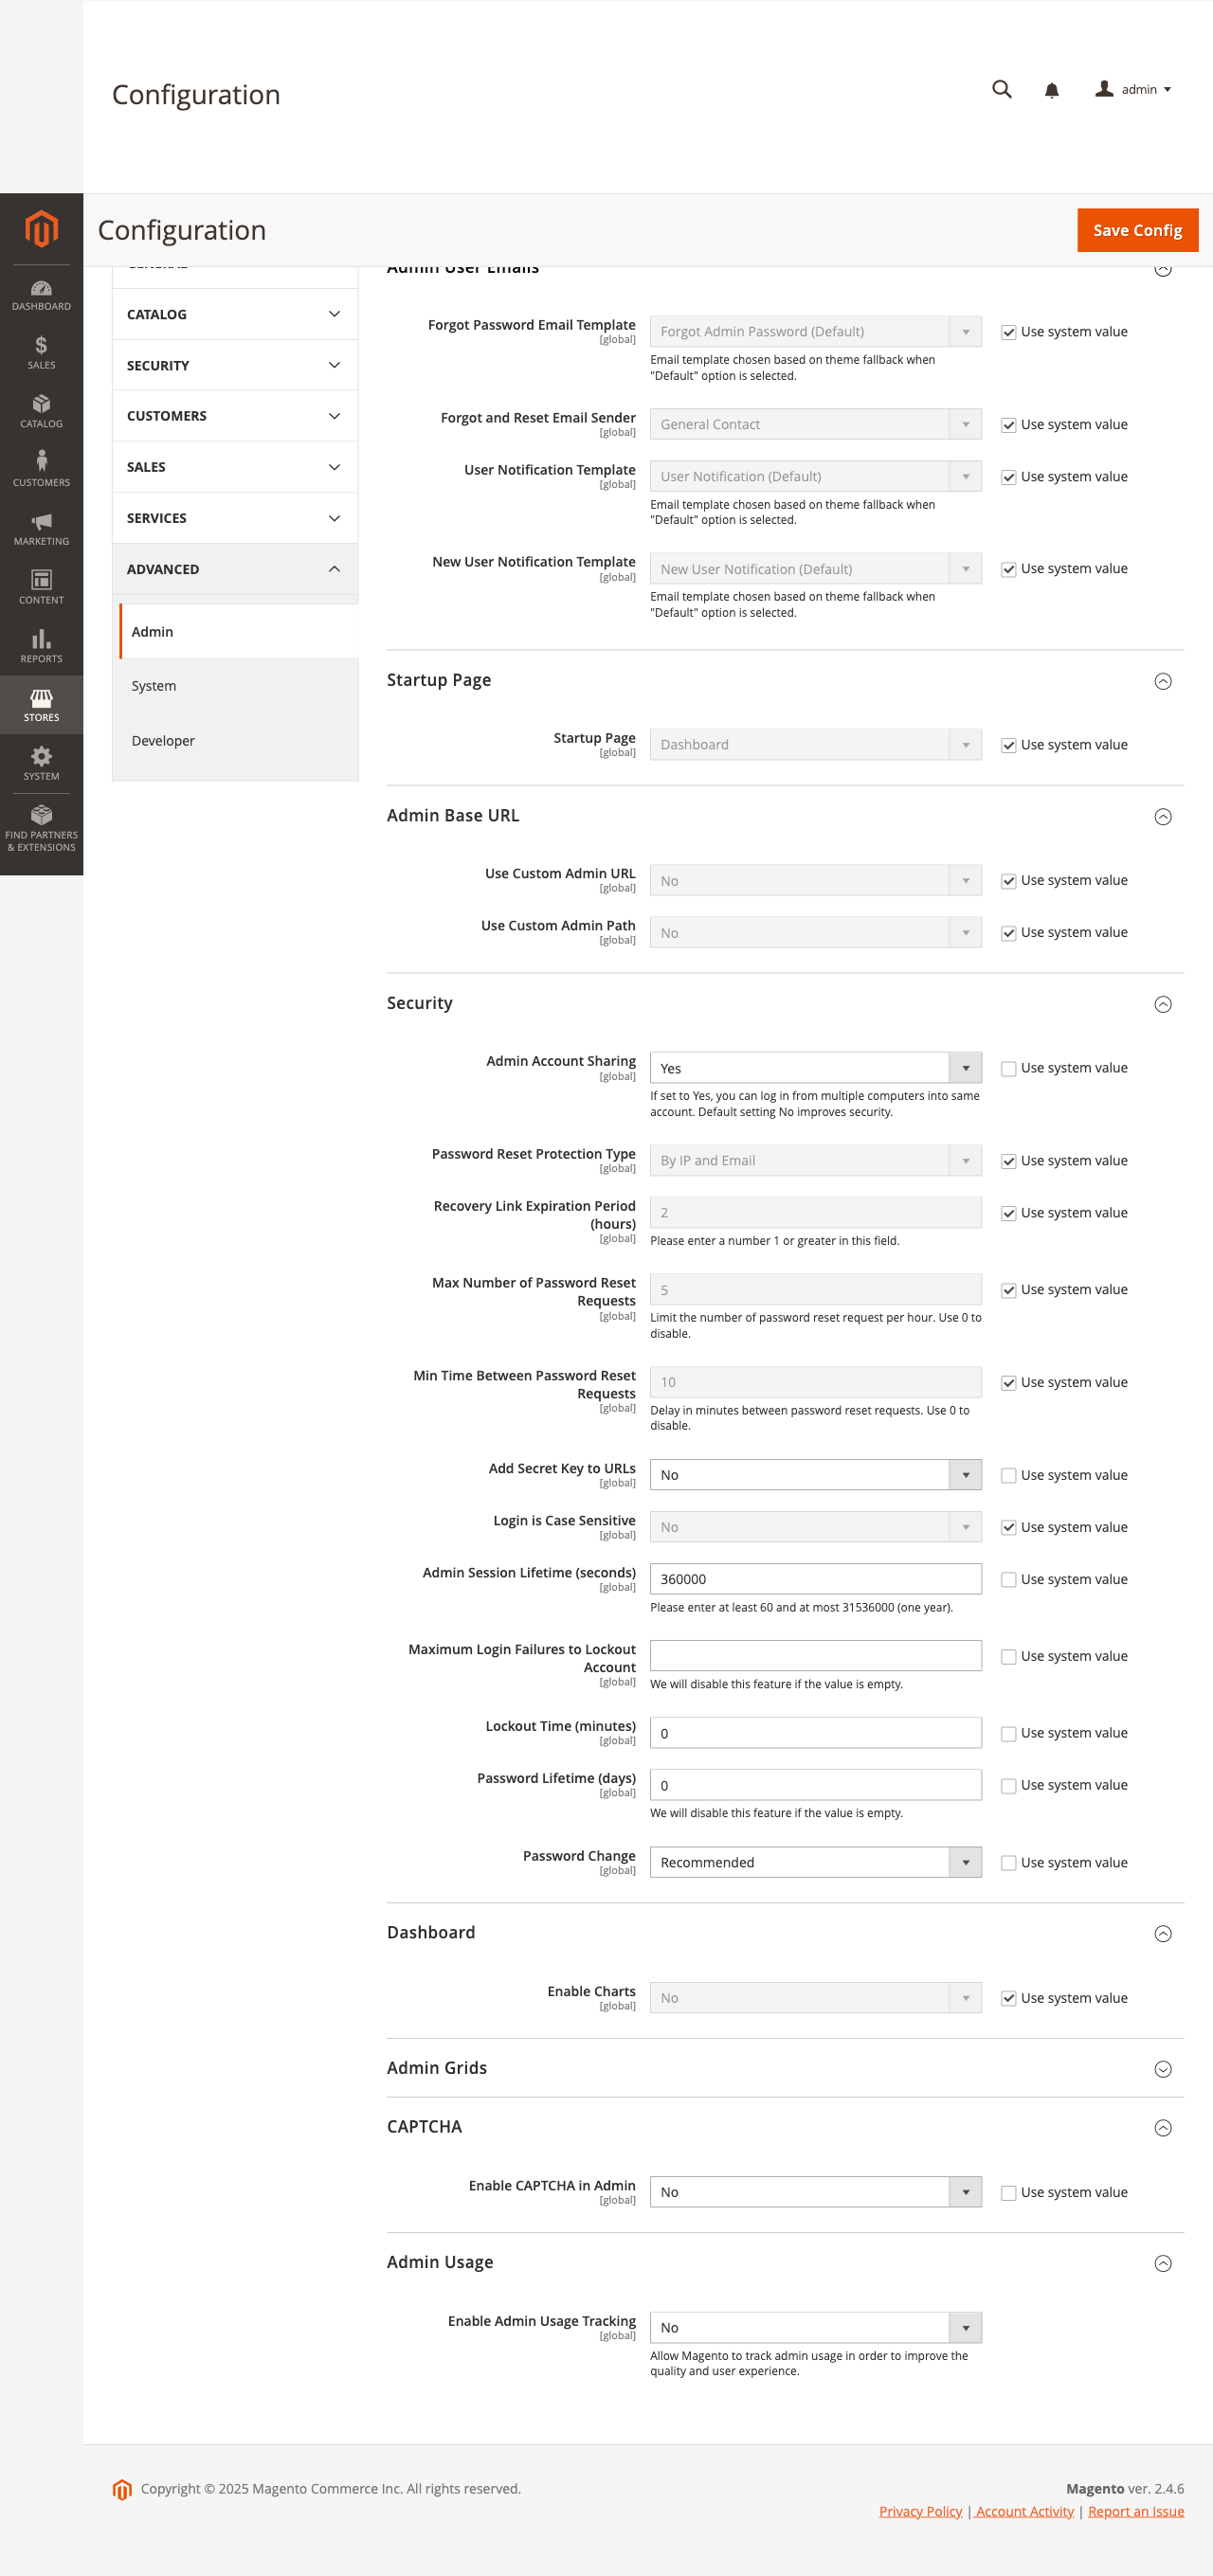 Configuration
admin
Configuration
Save Config
DASHBOARD
SALES
CATALOG
CUSTOMERS
MARKETING
CONTENT
REPORTS
STORES
SYSTEM
FIND PARTNERS
& EXTENSIONS
GENERAL
CATALOG
SECURITY
CUSTOMERS
SALES
SERVICES
ADVANCED
Admin
System
Developer
Admin User Emails
Forgot Password Email Template
[global]
Forgot Admin Password (Default)
Use system value
Email template chosen based on theme fallback when
"Default" option is selected.
Forgot and Reset Email Sender
[global]
General Contact
Use system value
User Notification Template
[global]
User Notification (Default)
Use system value
Email template chosen based on theme fallback when
"Default" option is selected.
New User Notification Template
[global]
New User Notification (Default)
Use system value
Email template chosen based on theme fallback when
"Default" option is selected.
Startup Page
Startup Page
[global]
Dashboard
Use system value
Admin Base URL
Use Custom Admin URL
[global]
No
Use system value
Use Custom Admin Path
[global]
No
Use system value
Security
Admin Account Sharing
[global]
Yes
Use system value
If set to Yes, you can log in from multiple computers into same
account. Default setting No improves security.
Password Reset Protection Type
[global]
By IP and Email
Use system value
Recovery Link Expiration Period
(hours)
[global]
2
Use system value
Please enter a number 1 or greater in this field.
Max Number of Password Reset
Requests
[global]
5
Use system value
Limit the number of password reset request per hour. Use 0 to
disable.
Min Time Between Password Reset
Requests
[global]
10
Use system value
Delay in minutes between password reset requests. Use 0 to
disable.
Add Secret Key to URLs
[global]
No
Use system value
Login is Case Sensitive
[global]
No
Use system value
Admin Session Lifetime (seconds)
[global]
360000
Use system value
Please enter at least 60 and at most 31536000 (one year).
Maximum Login Failures to Lockout
Account
[global]
Use system value
We will disable this feature if the value is empty.
Lockout Time (minutes)
[global]
0
Use system value
Password Lifetime (days)
[global]
0
Use system value
We will disable this feature if the value is empty.
Password Change
[global]
Recommended
Use system value
Dashboard
Enable Charts
[global]
No
Use system value
Admin Grids
CAPTCHA
Enable CAPTCHA in Admin
[global]
No
Use system value
Admin Usage
Enable Admin Usage Tracking
[global]
No
Allow Magento to track admin usage in order to improve the
quality and user experience.
Copyright © 2025 Magento Commerce Inc. All rights reserved.
Magento ver. 2.4.6
Privacy Policy | Account Activity | Report an Issue